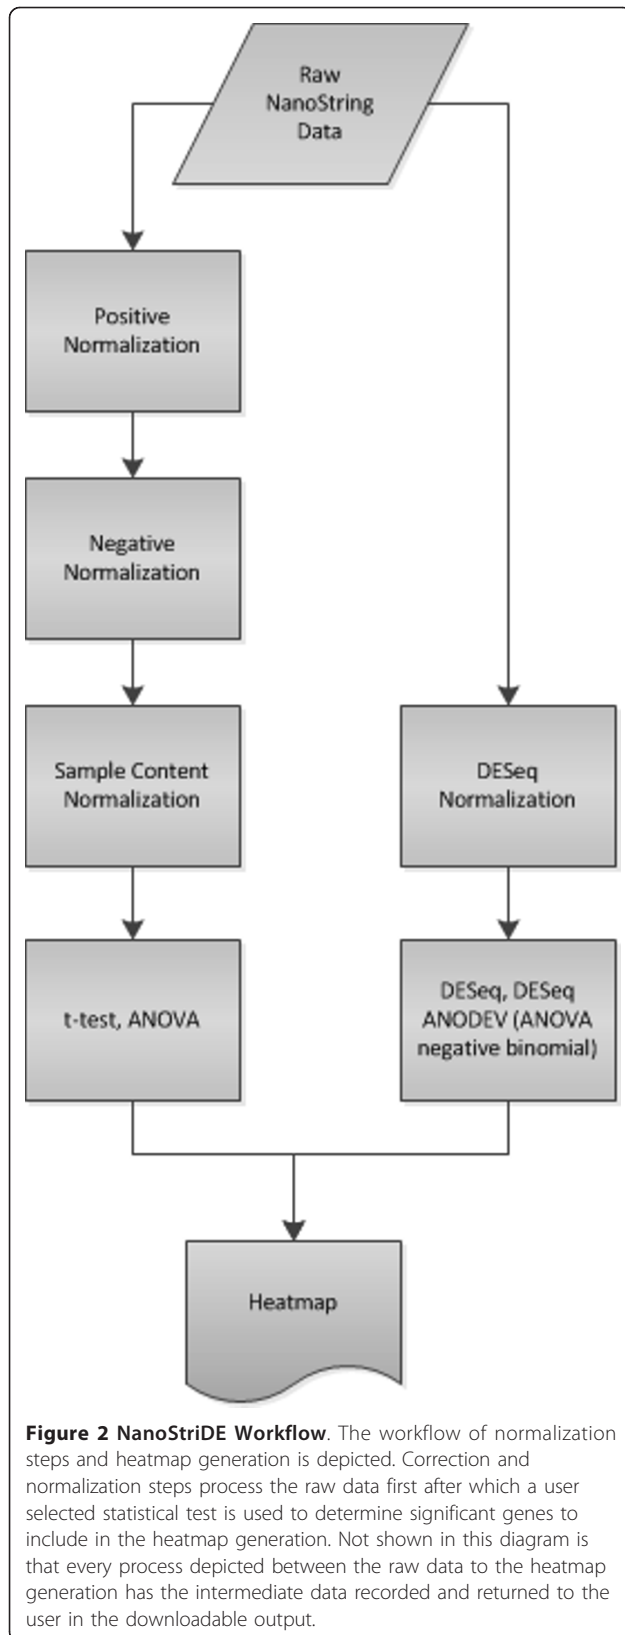 Raw
NanoString
Data
Positive
Normalization
Negative
Normalization
Sample Content
Normalization
DESeq
Normalization
t-test, ANOVA
DESeq, DESeq
ANODEV (ANOVA
negative binomial)
Heatmap
Figure 2 NanoStriDE Workflow. The workflow of normalization
steps and heatmap generation is depicted. Correction and
normalization steps process the raw data first after which a user
selected statistical test is used to determine significant genes to
include in the heatmap generation. Not shown in this diagram is
that every process depicted between the raw data to the heatmap
generation has the intermediate data recorded and returned to the
user in the downloadable output.